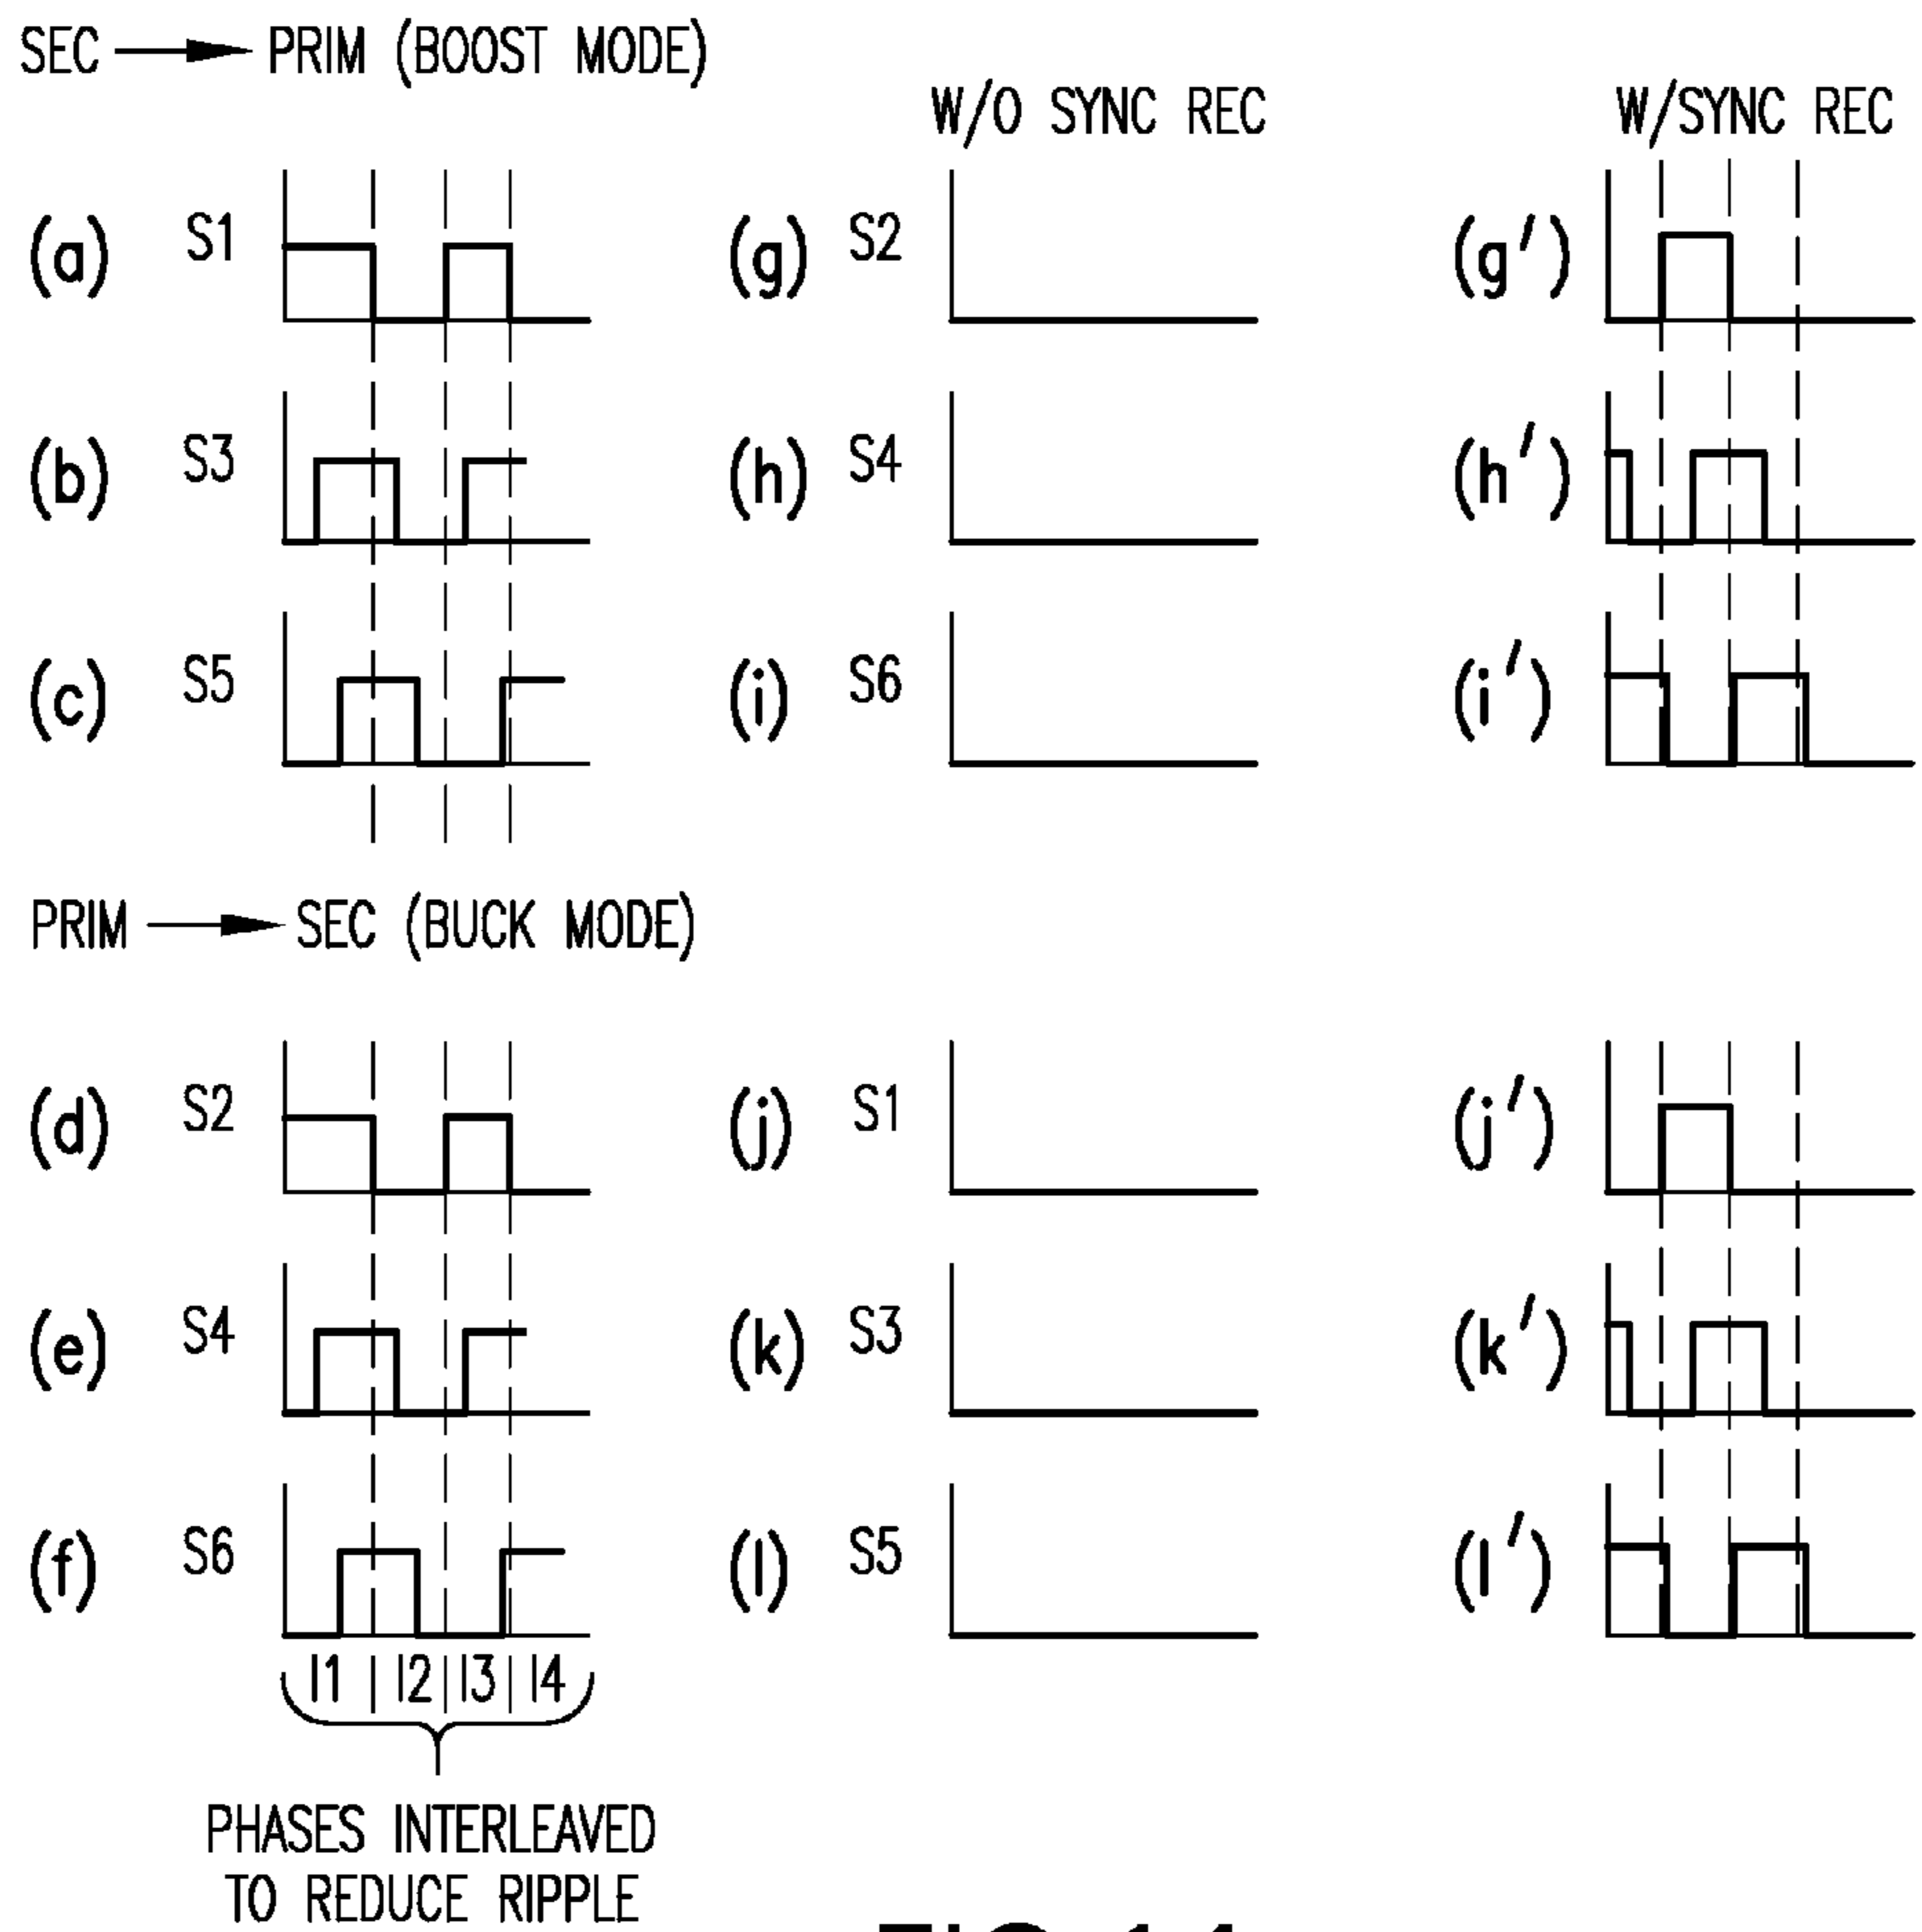 SEC PRIM (BOOST MODE)
W/O SYNC REC W/SYNC REC
(a) S1 (g) S2 (g')
(b) S3 (h) S4 (h')
(c) S5 (i) S6 (i')
PRIM SEC (BUCK MODE)
(d) S2 (j) S1 (j')
(e) S4 (k) S3 (k')
(f) S6 (l) S5 (l')
I1 I2 I3 I4
PHASES INTERLEAVED
TO REDUCE RIPPLE